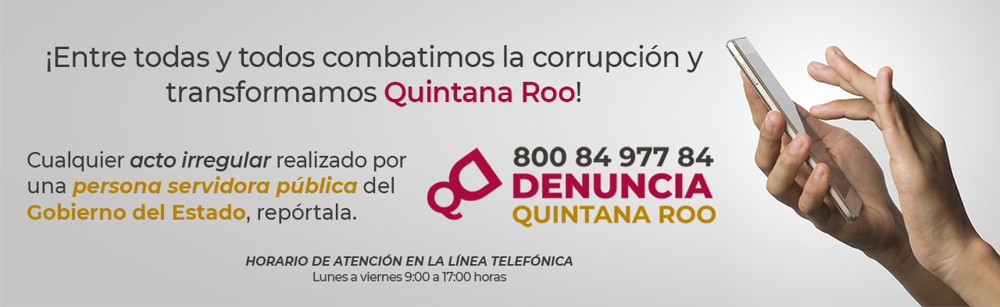 ¡Entre todas y todos combatimos la corrupción y
transformamos Quintana Roo!
Cualquier acto irregular realizado por
una persona servidora pública del
Gobierno del Estado, repórtala.
800 84 977 84
DENUNCIA
QUINTANA ROO
HORARIO DE ATENCIÓN EN LA LÍNEA TELEFÓNICA
Lunes a viernes 9:00 a 17:00 horas